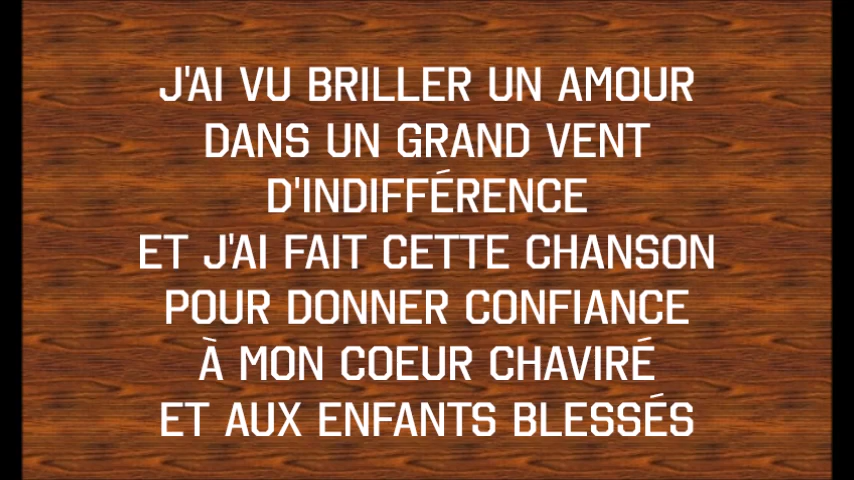 J'AI VU BRILLER UN AMOUR
DANS UN GRAND VENT
D'INDIFFÉRENCE
ET J'AI FAIT CETTE CHANSON
POUR DONNER CONFIANCE
À MON COEUR CHAVIRÉ
ET AUX ENFANTS BLESSÉS